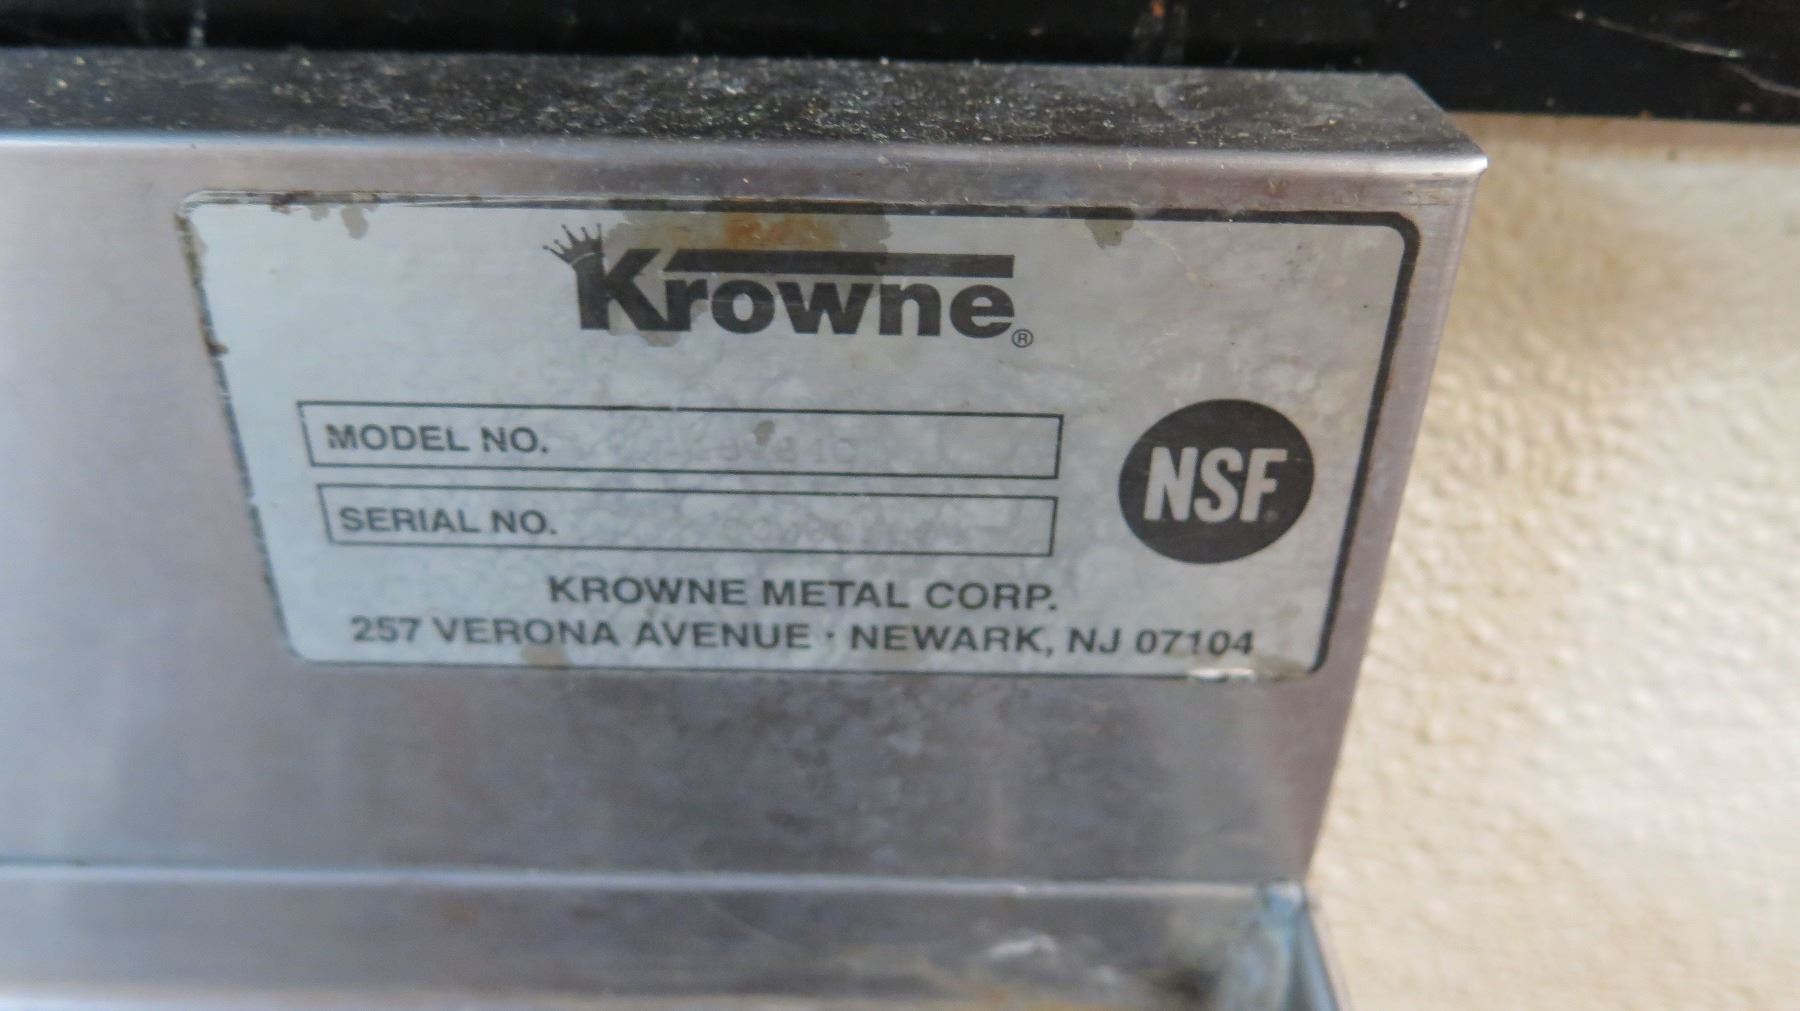 Krowne®
MODEL NO.
SERIAL NO.
NSF
KROWNE METAL CORP.
257 VERONA AVENUE · NEWARK, NJ 07104